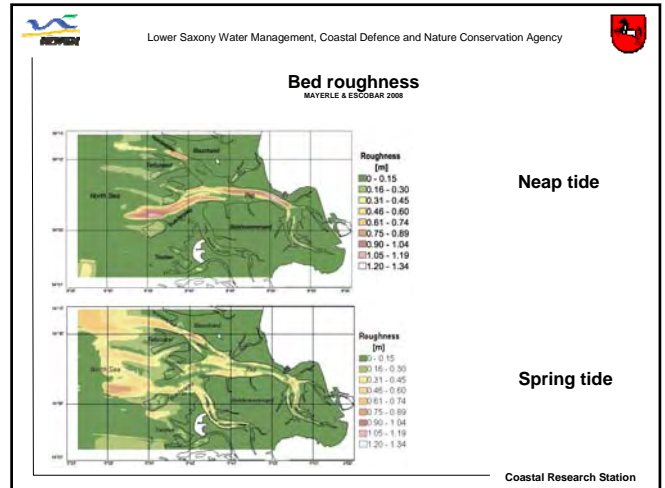 Lower Saxony Water Management, Coastal Defence and Nature Conservation Agency
Bed roughness
MAYERLE & ESCOBAR 2008
Roughness
[m]
0 - 0.15
0.16 - 0.30
0.31 - 0.45
0.46 - 0.60
0.61 - 0.74
0.75 - 0.89
0.90 - 1.04
1.05 - 1.19
1.20 - 1.34
North Sea
Neap tide
Roughness
[m]
0 - 0.15
0.16 - 0.30
0.31 - 0.45
0.46 - 0.60
0.61 - 0.74
0.75 - 0.89
0.90 - 1.04
1.05 - 1.19
1.20 - 1.34
North Sea
Spring tide
Coastal Research Station